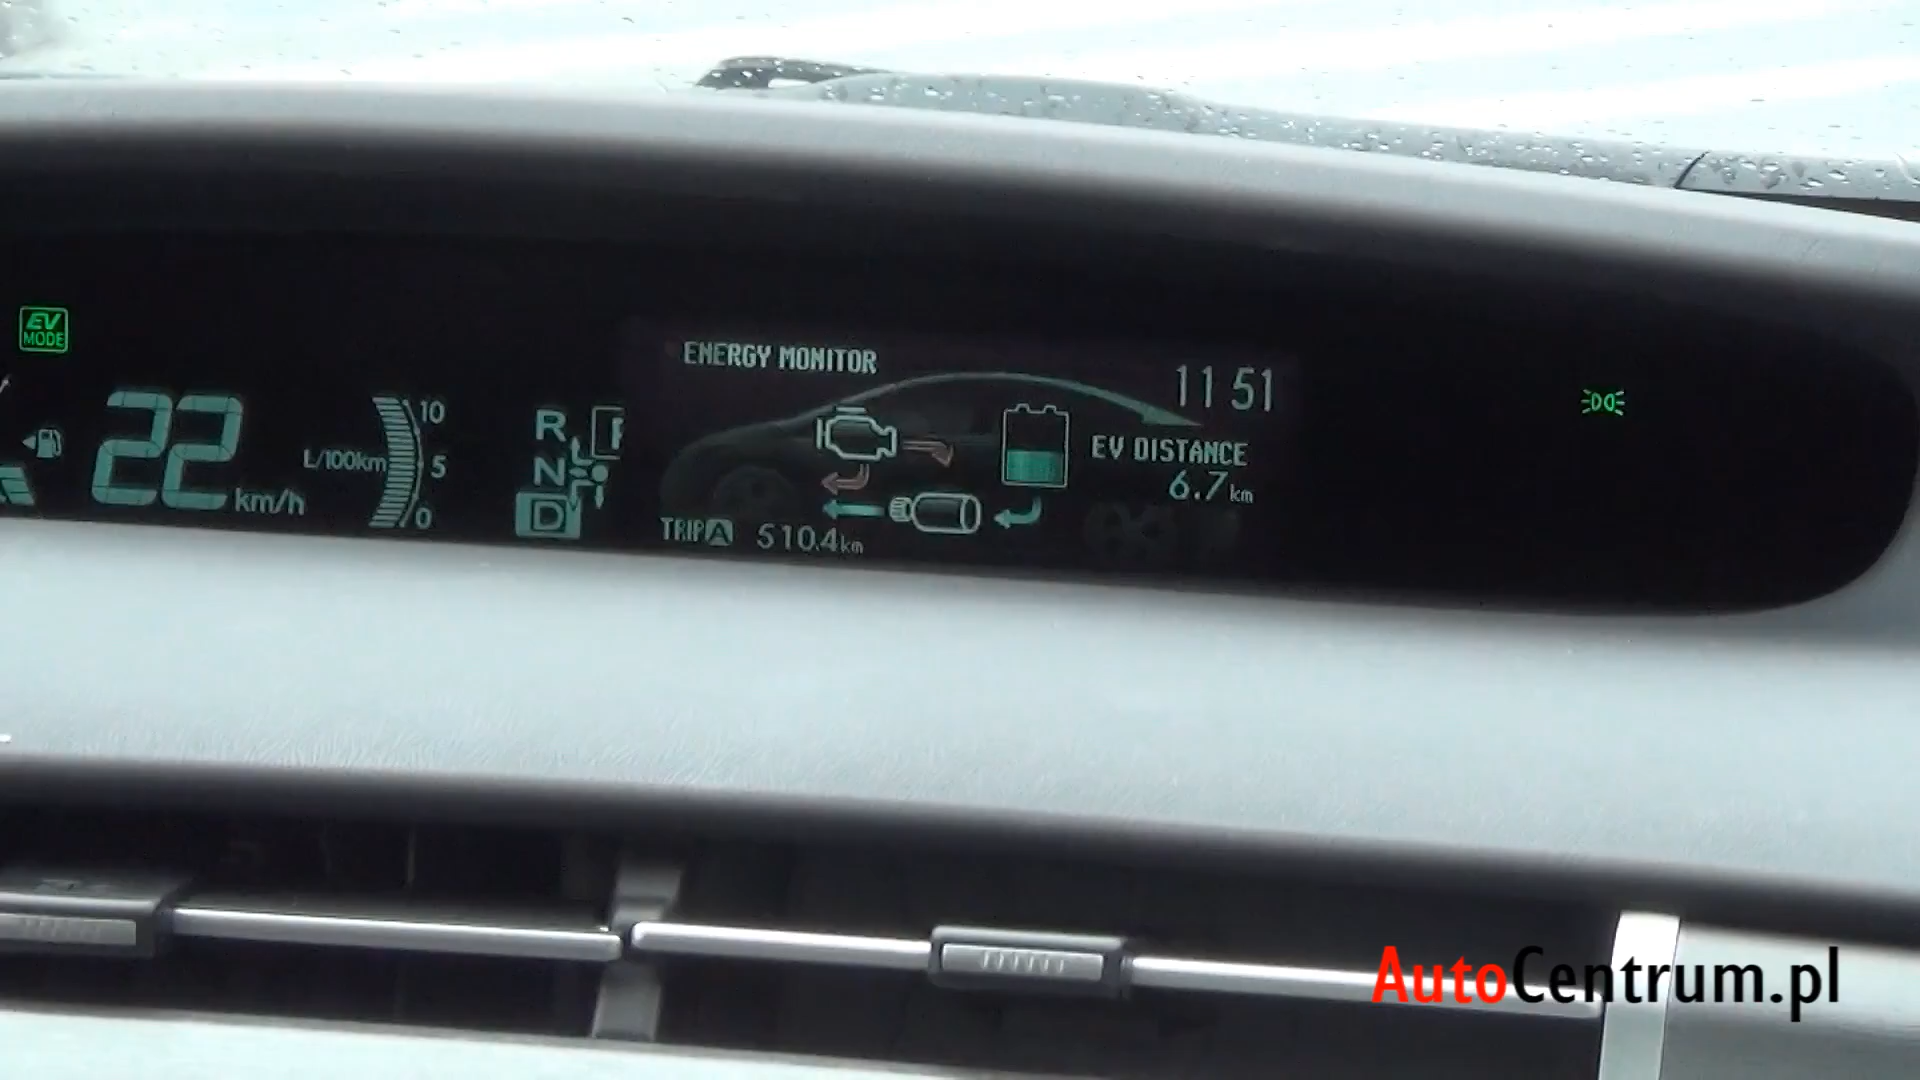 EV
MODE
22 km/h
L/100km
10
5
0
R
N
D
ENERGY MONITOR
11 51
EV DISTANCE
6.7 km
TRIP A 510.4 km
AutoCentrum.pl